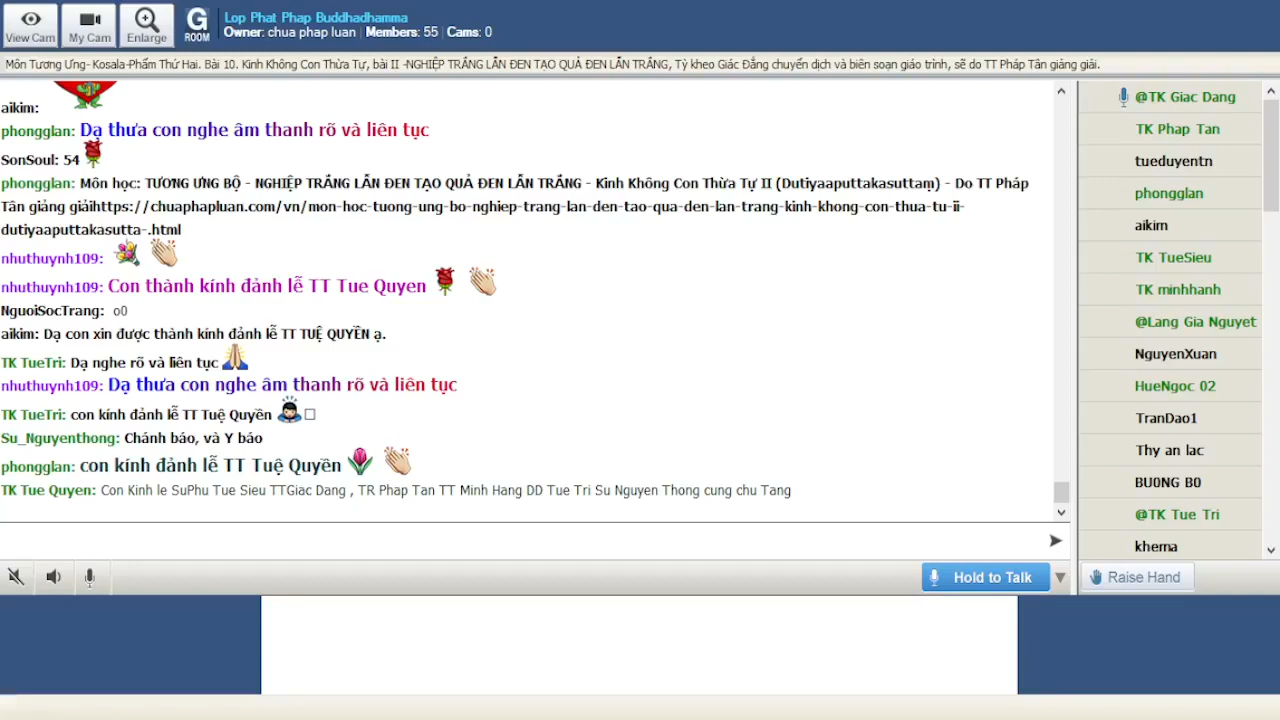 View Cam
My Cam
Enlarge
G
ROOM
Lop Phat Phap Buddhadhamma
Owner: chua phap luan | Members: 55 | Cams: 0
Môn Tương Ưng- Kosala-Phẩm Thứ Hai. Bài 10. Kinh Không Con Thừa Tự, bài II -NGHIỆP TRẮNG LẪN ĐEN TẠO QUẢ ĐEN LẪN TRẮNG, Tỳ kheo Giác Đẳng chuyển dịch và biên soạn giáo trình, sẽ do TT Pháp Tân giảng giải.
aikim:
phongglan: Dạ thưa con nghe âm thanh rõ và liên tục
SonSoul: 54
phongglan: Môn học: TƯƠNG ƯNG BỘ - NGHIỆP TRẮNG LẪN ĐEN TẠO QUẢ ĐEN LẪN TRẮNG - Kinh Không Con Thừa Tự II (Dutiyaaputtakasuttaṃ) - Do TT Pháp
Tân giảng giảihttps://chuaphapluan.com/vn/mon-hoc-tuong-ung-bo-nghiep-trang-lan-den-tao-qua-den-lan-trang-kinh-khong-con-thua-tu-ii-
dutiyaaputtakasutta-.html
nhuthuynh109:
nhuthuynh109: Con thành kính đảnh lễ TT Tue Quyen
NguoiSocTrang: o0
aikim: Dạ con xin được thành kính đảnh lễ TT TUỆ QUYỀN ạ.
TK TueTri: Dạ nghe rõ và liên tục
nhuthuynh109: Dạ thưa con nghe âm thanh rõ và liên tục
TK TueTri: con kính đảnh lễ TT Tuệ Quyền
Su_Nguyenthong: Chánh báo, và Y báo
phongglan: con kính đảnh lễ TT Tuệ Quyền
TK Tue Quyen: Con Kinh le SuPhu Tue Sieu TTGiac Dang , TR Phap Tan TT Minh Hang DD Tue Tri Su Nguyen Thong cung chu Tang
Hold to Talk
@TK Giac Dang
TK Phap Tan
tueduyentn
phongglan
aikim
TK TueSieu
TK minhhanh
@Lang Gia Nguyet
NguyenXuan
HueNgoc 02
TranDao1
Thy an lac
BU0NG B0
@TK Tue Tri
khema
Raise Hand